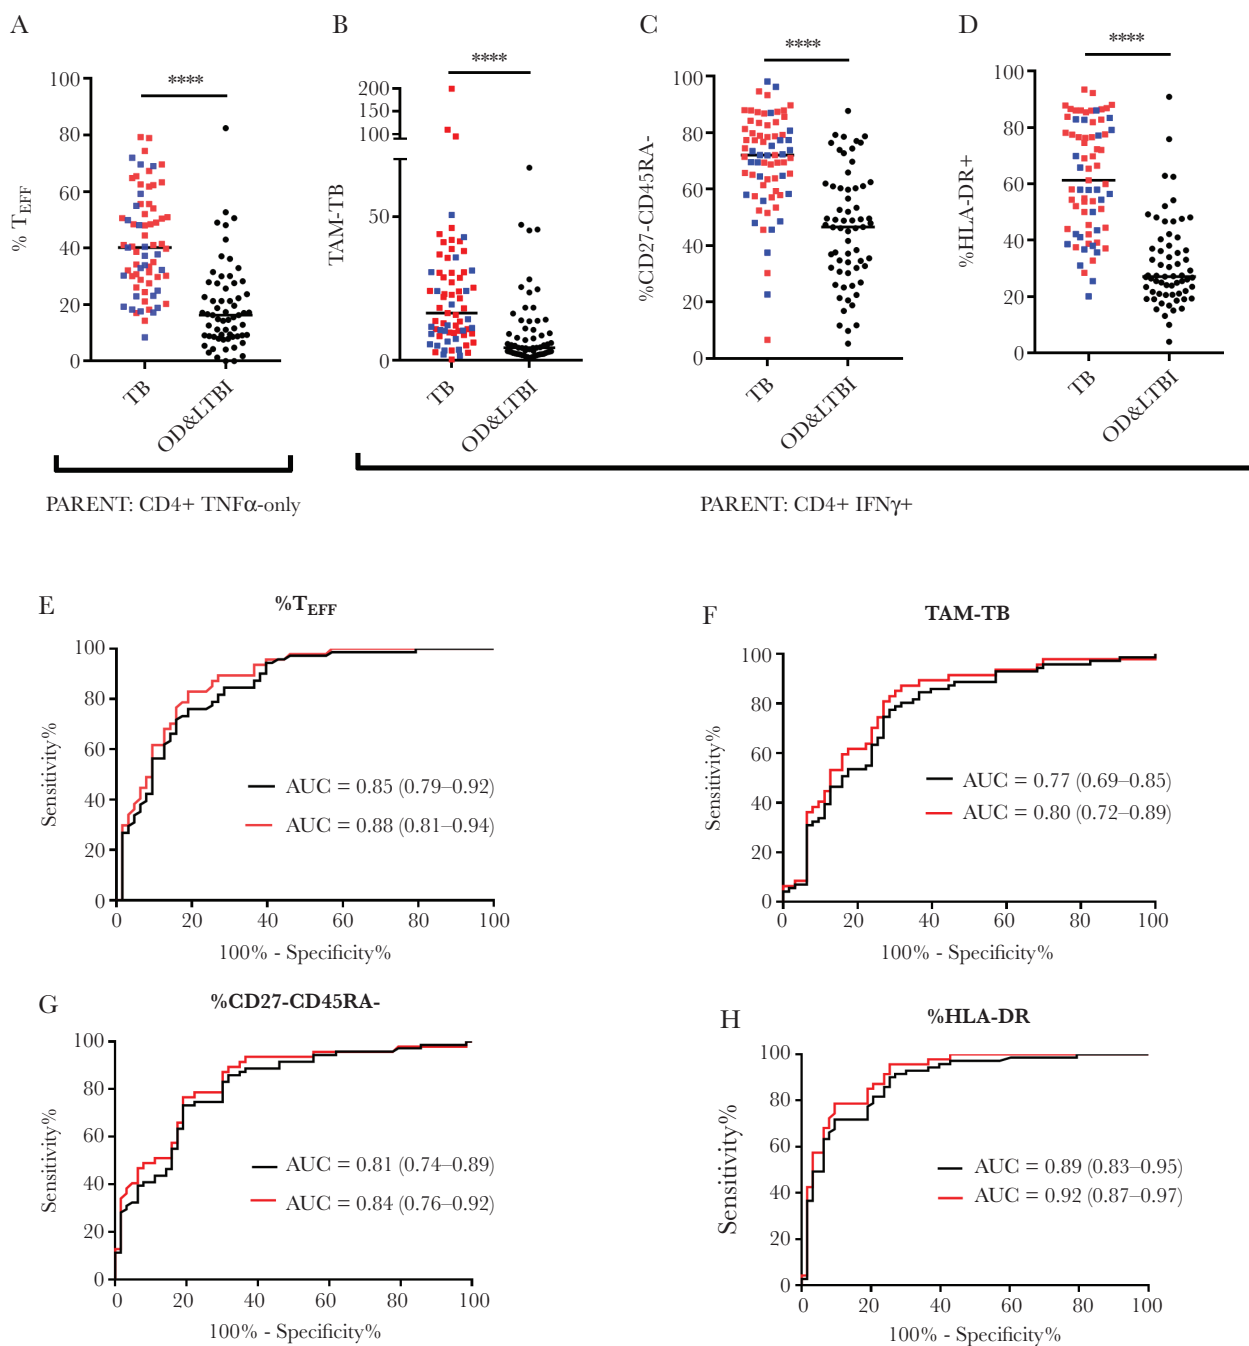 A
****
% TEFF
100
80
60
40
20
0
TB
OD&LTBI
PARENT: CD4+ TNFα-only
B
****
TAM-TB
200
150
100
50
0
TB
OD&LTBI
C
****
%CD27-CD45RA-
100
80
60
40
20
0
TB
OD&LTBI
D
****
%HLA-DR+
100
80
60
40
20
0
TB
OD&LTBI
PARENT: CD4+ IFNγ+
E
%TEFF
Sensitivity%
100
80
60
40
20
0
AUC = 0.85 (0.79–0.92)
AUC = 0.88 (0.81–0.94)
0 20 40 60 80 100
100% - Specificity%
F
TAM-TB
Sensitivity%
100
80
60
40
20
0
AUC = 0.77 (0.69–0.85)
AUC = 0.80 (0.72–0.89)
0 20 40 60 80 100
100% - Specificity%
G
%CD27-CD45RA-
Sensitivity%
100
80
60
40
20
0
AUC = 0.81 (0.74–0.89)
AUC = 0.84 (0.76–0.92)
0 20 40 60 80 100
100% - Specificity%
H
%HLA-DR
Sensitivity%
100
80
60
40
20
0
AUC = 0.89 (0.83–0.95)
AUC = 0.92 (0.87–0.97)
0 20 40 60 80 100
100% - Specificity%